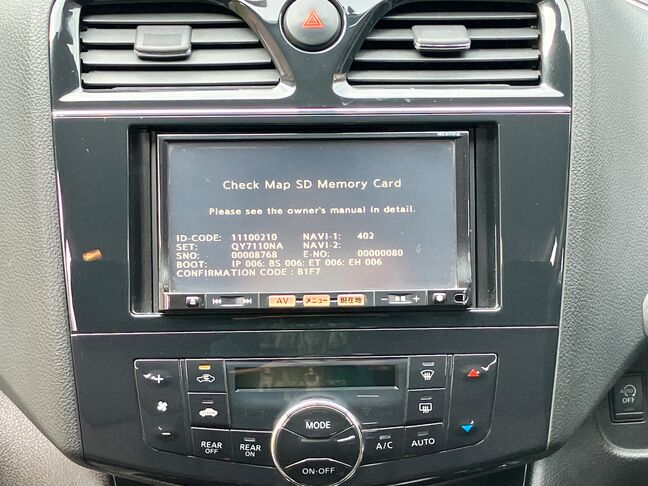 Check Map SD Memory Card
Please see the owner's manual in detail.
ID-CODE: 11100210 NAVI-1: 402
SET: QY7110NA NAVI-2:
SNO: 00008768 E-NO: 00000080
BOOT: IP 006: BS 006: ET 006: EH 006
CONFIRMATION CODE : B1F7
AV メニュー 現在地
MODE
REAR OFF
REAR ON
A/C
AUTO
ON·OFF
OFF